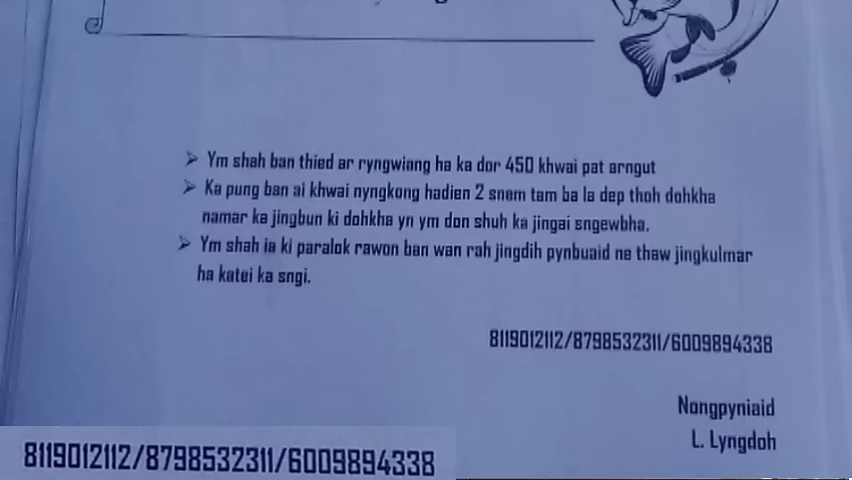 ➢ Ym shah ban thied ar ryngwiang ha ka dor 450 khwai pat arngut
➢ Ka pung ban ai khwai nyngkong hadien 2 snem tam ba la dep thoh dohkha
namar ka jingbun ki dohkha yn ym don shuh ka jingai sngewbha.
➢ Ym shah ia ki paralok rawon ban wan rah jingdih pynbuaid ne thaw jingkulmar
ha katei ka sngi.
8119012112/8798532311/6009894338
Nongpyniaid
L. Lyngdoh
8119012112/8798532311/6009894338